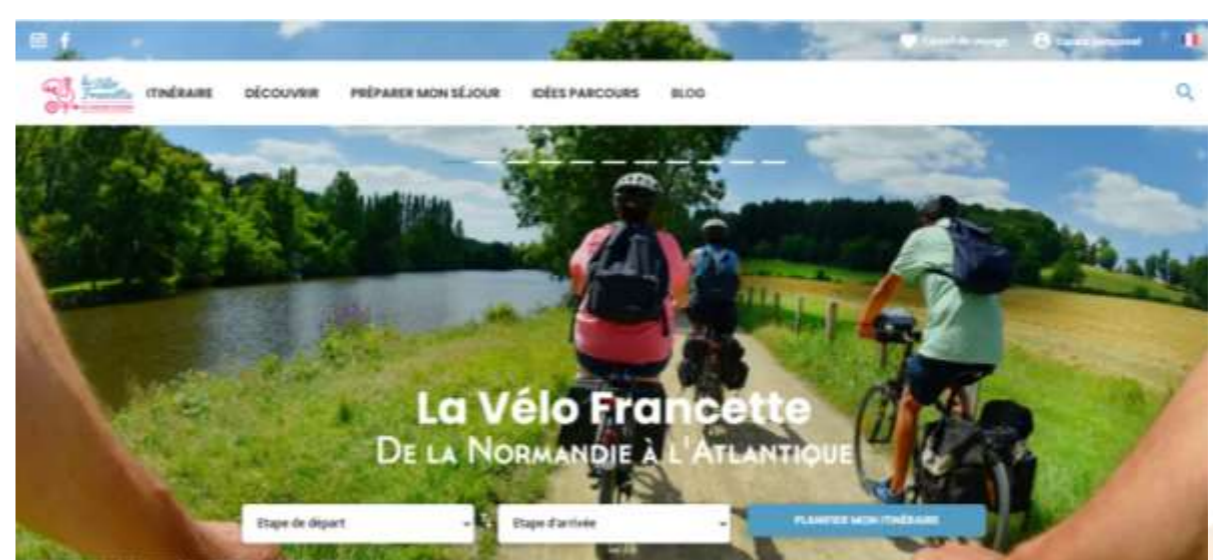 ITINÉRAIRE DÉCOUVRIR PRÉPARER MON SÉJOUR IDÉES PARCOURS BLOG
La Vélo Francette
DE LA NORMANDIE À L'ATLANTIQUE
Etape de départ Etape d'arrivée PLANIFIER MON ITINÉRAIRE